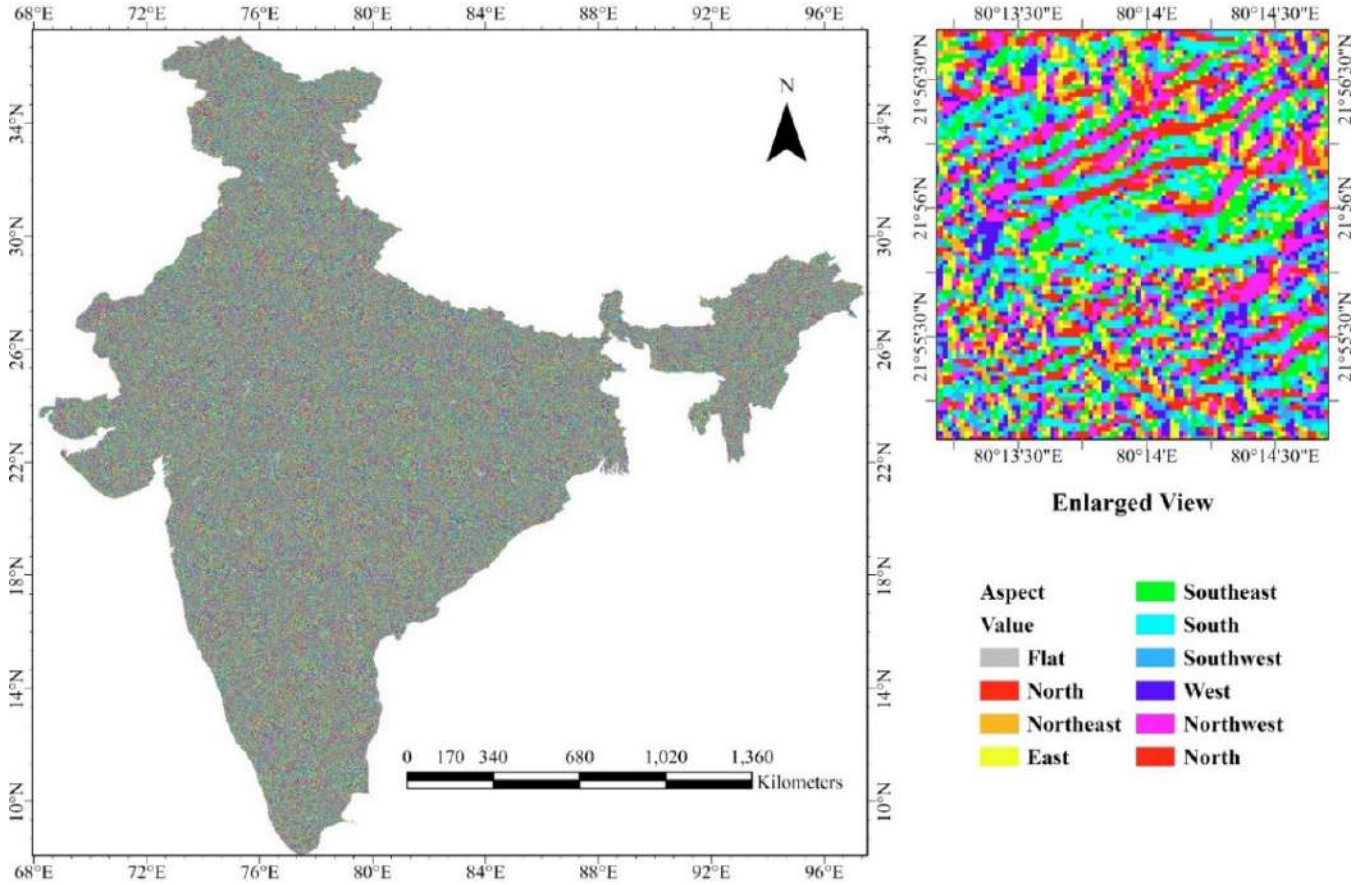 68°E 72°E 76°E 80°E 84°E 88°E 92°E 96°E
34°N 30°N 26°N 22°N 18°N 14°N 10°N
N
34°N 30°N 26°N 22°N 18°N 14°N 10°N
0 170 340 680 1,020 1,360
Kilometers
68°E 72°E 76°E 80°E 84°E 88°E 92°E 96°E
80°13'30"E 80°14'E 80°14'30"E
21°56'30"N 21°56'N 21°55'30"N
21°56'30"N 21°56'N 21°55'30"N
80°13'30"E 80°14'E 80°14'30"E
Enlarged View
Aspect
Value
Flat
North
Northeast
East
Southeast
South
Southwest
West
Northwest
North